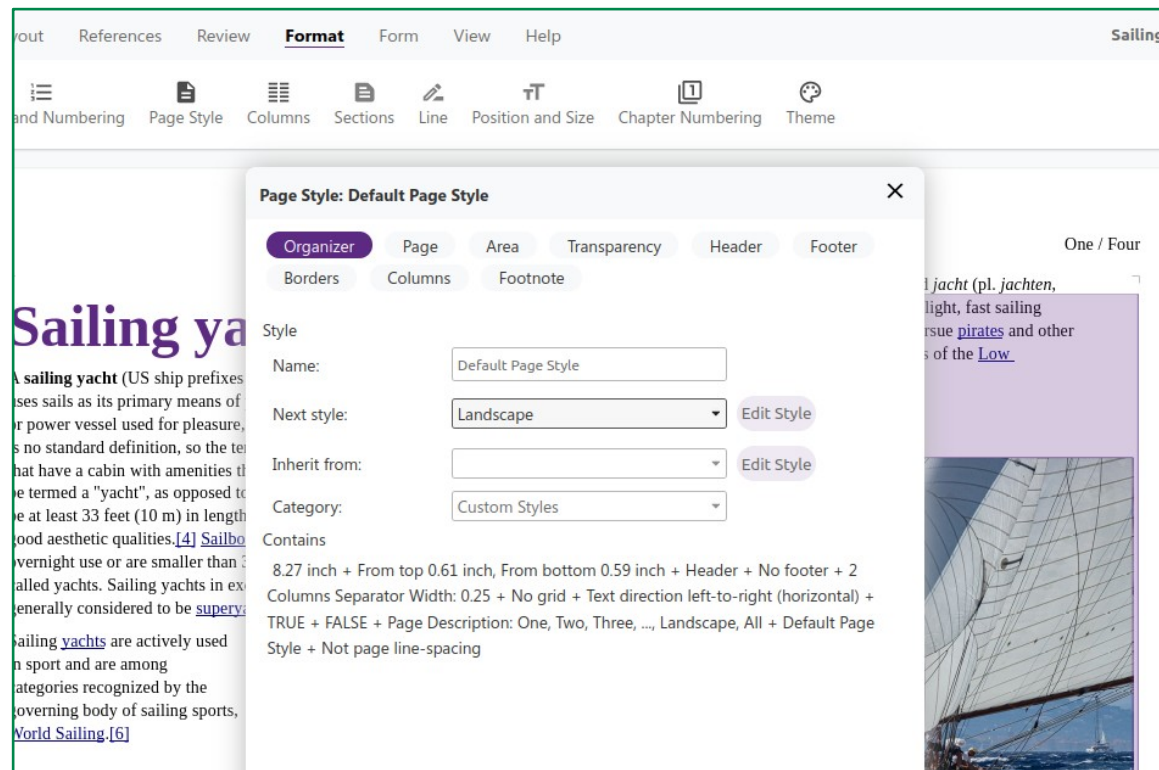 References Review Format Form View Help Sailing
and Numbering Page Style Columns Sections Line Position and Size Chapter Numbering Theme
Page Style: Default Page Style
Organizer Page Area Transparency Header Footer
Borders Columns Footnote
Style
Name: Default Page Style
Next style: Landscape Edit Style
Inherit from: Edit Style
Category: Custom Styles
Contains
8.27 inch + From top 0.61 inch, From bottom 0.59 inch + Header + No footer + 2
Columns Separator Width: 0.25 + No grid + Text direction left-to-right (horizontal) +
TRUE + FALSE + Page Description: One, Two, Three, ..., Landscape, All + Default Page
Style + Not page line-spacing
Sailing ya
A sailing yacht (US ship prefixes
uses sails as its primary means of
or power vessel used for pleasure,
is no standard definition, so the te
that have a cabin with amenities t
be termed a "yacht", as opposed to
be at least 33 feet (10 m) in length
good aesthetic qualities.[4] Sailbo
overnight use or are smaller than
called yachts. Sailing yachts in ex
generally considered to be superya
Sailing yachts are actively used
in sport and are among
categories recognized by the
governing body of sailing sports,
World Sailing.[6]
One / Four
jacht (pl. jachten,
light, fast sailing
rsue pirates and other
s of the Low